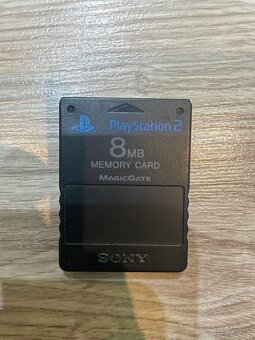 PlayStation 2
8MB
MEMORY CARD
MAGICGATE
SONY